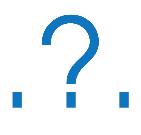 . ? .